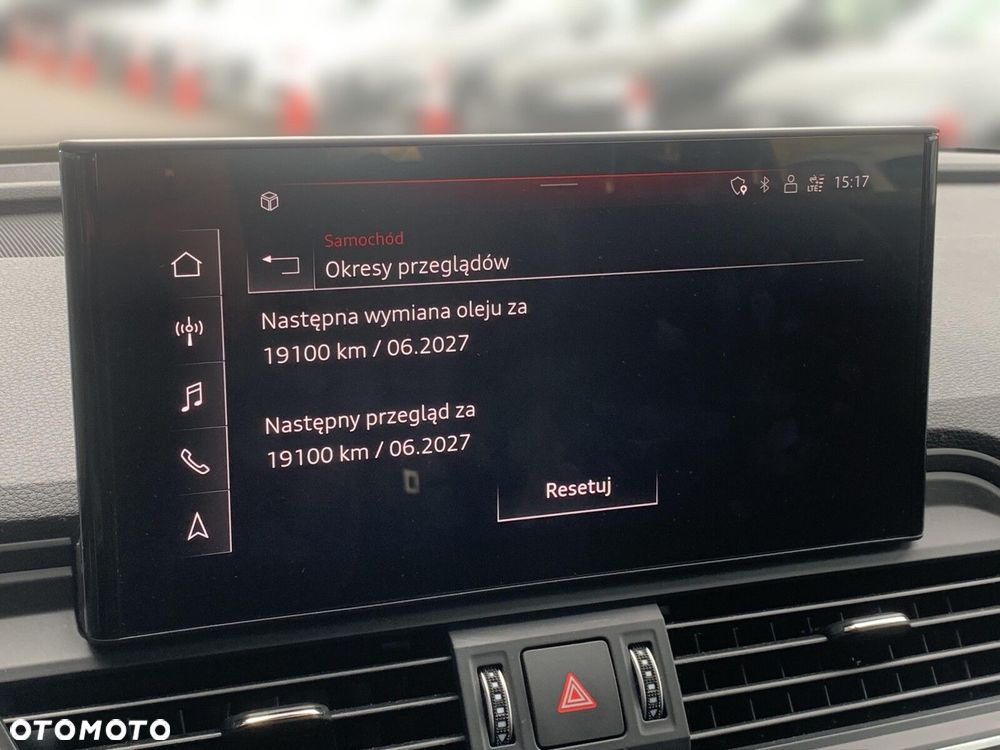 LTE
15:17
Samochód
Okresy przeglądów
Następna wymiana oleju za
19100 km / 06.2027
Następny przegląd za
19100 km / 06.2027
Resetuj
OTOMOTO